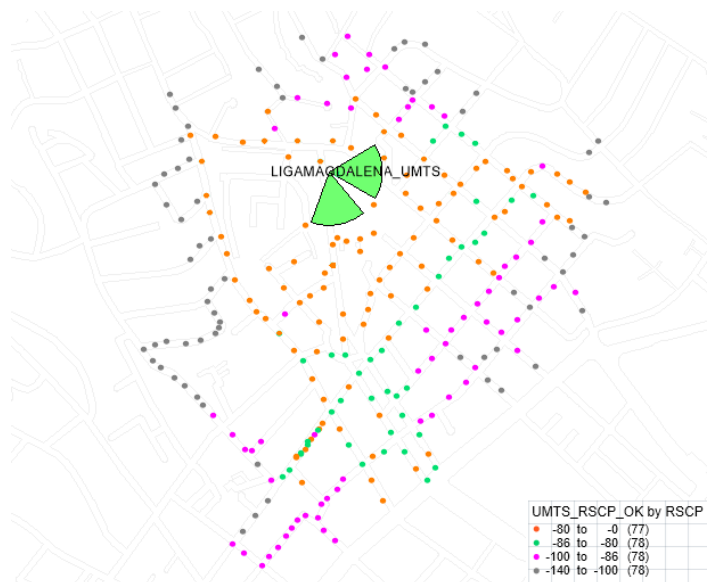 LIGAMAGDALENA_UMTS
UMTS_RSCP_OK by RSCP
-80 to -0 (77)
-86 to -80 (78)
-100 to -86 (78)
-140 to -100 (78)